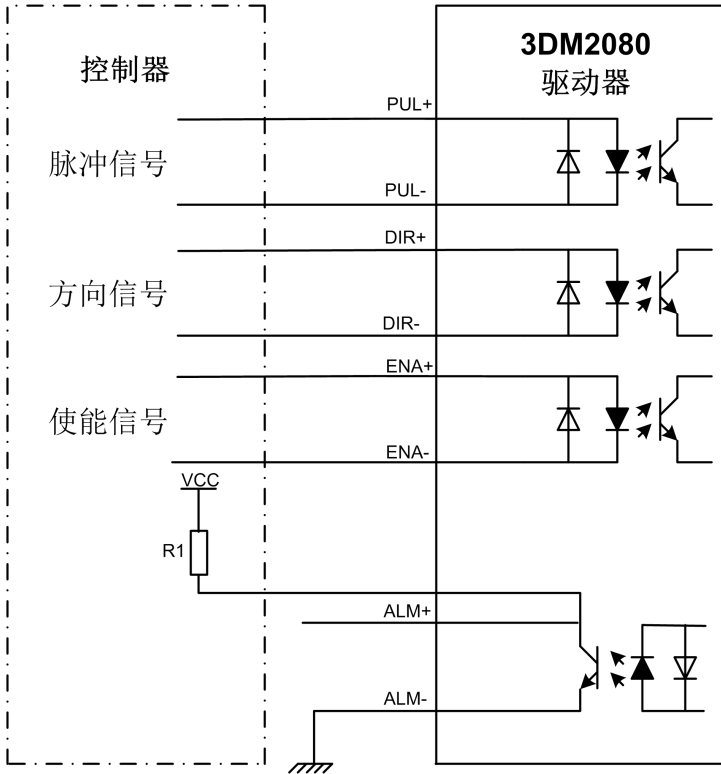 3DM2080
驱动器
控制器
PUL+
脉冲信号
PUL-
DIR+
方向信号
DIR-
ENA+
使能信号
ENA-
VCC
R1
ALM+
ALM-